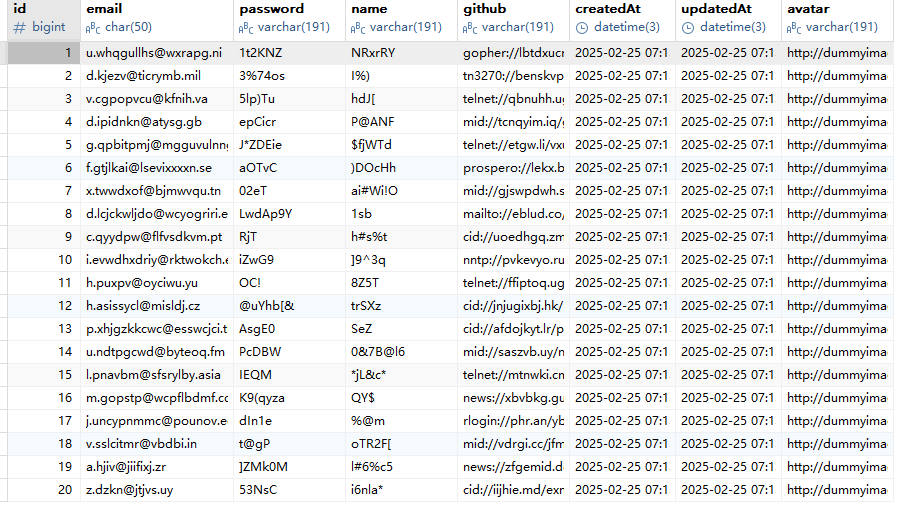 id email password name github createdAt updatedAt avatar
# bigint ABC char(50) ABC varchar(191) ABC varchar(191) ABC varchar(191) datetime(3) datetime(3) ABC varchar(191)
1 u.whqgullhs@wxrapg.ni 1t2KNZ NRxrRY gopher://lbtdxucr 2025-02-25 07:1 2025-02-25 07:1 http://dummyima
2 d.kjezv@ticrymb.mil 3%74os I%) tn3270://benskvp 2025-02-25 07:1 2025-02-25 07:1 http://dummyima
3 v.cgpopvcu@kfnih.va 5lp)Tu hdJ[ telnet://qbnuhh.ug 2025-02-25 07:1 2025-02-25 07:1 http://dummyima
4 d.ipidnkn@atysg.gb epCicr P@ANF mid://tcnqyim.iq/g 2025-02-25 07:1 2025-02-25 07:1 http://dummyima
5 g.qpbitpmj@mgguvulnng J*ZDEie $fjWTd telnet://etgw.li/vxu 2025-02-25 07:1 2025-02-25 07:1 http://dummyima
6 f.gtjlkai@lsevixxxxn.se aOTvC )DOcHh prospero://lekx.b 2025-02-25 07:1 2025-02-25 07:1 http://dummyima
7 x.twwdxof@bjmwvqu.tn 02eT ai#Wi!O mid://gjswpdwh.s 2025-02-25 07:1 2025-02-25 07:1 http://dummyima
8 d.lcjckwljdo@wcyogriri.e LwdAp9Y 1sb mailto://eblud.co/ 2025-02-25 07:1 2025-02-25 07:1 http://dummyima
9 c.qyydpw@flfvsdkvm.pt RjT h#s%t cid://uoedhgq.zm 2025-02-25 07:1 2025-02-25 07:1 http://dummyima
10 i.evwdhxdriy@rktwokch.e iZwG9 ]9^3q nntp://pvkevyo.ru 2025-02-25 07:1 2025-02-25 07:1 http://dummyima
11 h.puxpv@oyciwu.yu OC! 8Z5T telnet://ffiptoq.ug 2025-02-25 07:1 2025-02-25 07:1 http://dummyima
12 h.asissycl@misldj.cz @uYhb[& trSXz cid://jnjugixbj.hk/ 2025-02-25 07:1 2025-02-25 07:1 http://dummyima
13 p.xhjgzkkcwc@esswcjci.t AsgE0 SeZ cid://afdojkyt.lr/p 2025-02-25 07:1 2025-02-25 07:1 http://dummyima
14 u.ndtpgcwd@byteoq.fm PcDBW 0&7B@l6 mid://saszvb.uy/n 2025-02-25 07:1 2025-02-25 07:1 http://dummyima
15 l.pnavbm@sfsrylby.asia IEQM *jL&c* telnet://mtnwki.cn 2025-02-25 07:1 2025-02-25 07:1 http://dummyima
16 m.gopstp@wcpflbdmf.cc K9(qyza QY$ news://xbvbkg.gu 2025-02-25 07:1 2025-02-25 07:1 http://dummyima
17 j.uncypnmmc@pounov.e dIn1e %@m rlogin://phr.an/yb 2025-02-25 07:1 2025-02-25 07:1 http://dummyima
18 v.sslcitmr@vbdbi.in t@gP oTR2F[ mid://vdrgi.cc/jfm 2025-02-25 07:1 2025-02-25 07:1 http://dummyima
19 a.hjiv@jiifixj.zr ]ZMk0M l#6%c5 news://zfgemid.d 2025-02-25 07:1 2025-02-25 07:1 http://dummyima
20 z.dzkn@jtjvs.uy 53NsC i6nla* cid://iijhie.md/exr 2025-02-25 07:1 2025-02-25 07:1 http://dummyima